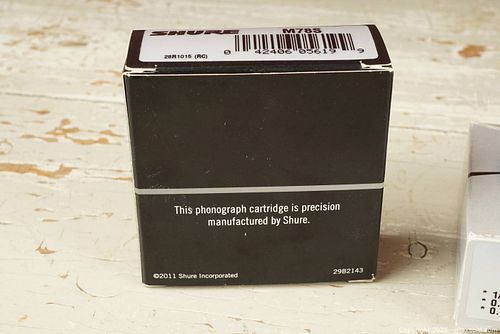 SHURE M78S
28R1015 (RC)
0 42406 05619 9
This phonograph cartridge is precision
manufactured by Shure.
©2011 Shure Incorporated
2982143